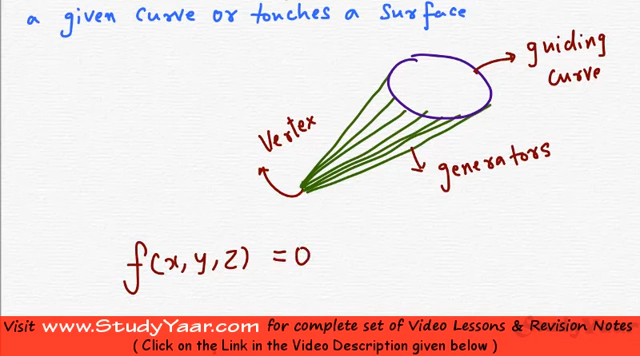 a given curve or touches a surface
guiding
curve
Vertex
generators
f(x, y, z) = 0
Visit www.StudyYaar.com for complete set of Video Lessons & Revision Notes
( Click on the Link in the Video Description given below )